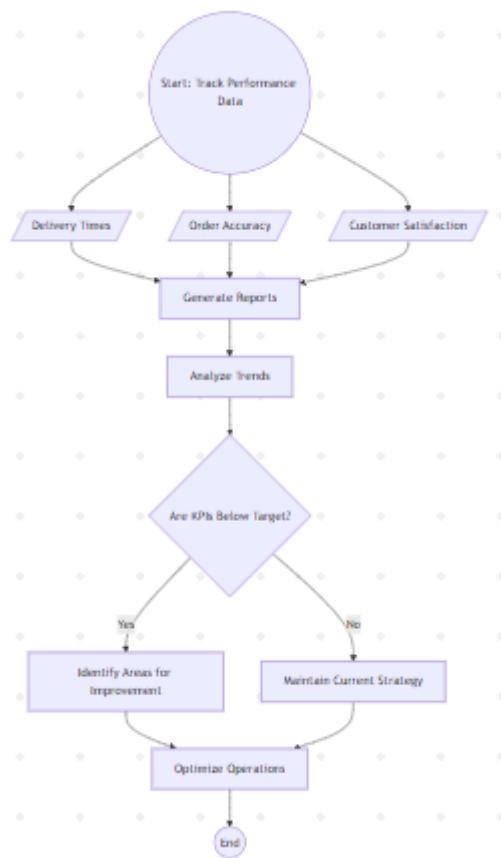 Start: Track Performance
Data
Delivery Times
Order Accuracy
Customer Satisfaction
Generate Reports
Analyze Trends
Are KPIs Below Target?
Yes
No
Identify Areas for
Improvement
Maintain Current Strategy
Optimize Operations
End